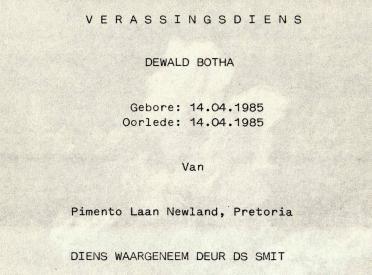 VERASSINGSDIENS
DEWALD BOTHA
Gebore: 14.04.1985
Oorlede: 14.04.1985
Van
Pimento Laan Newland, Pretoria
DIENS WAARGENEEM DEUR DS SMIT